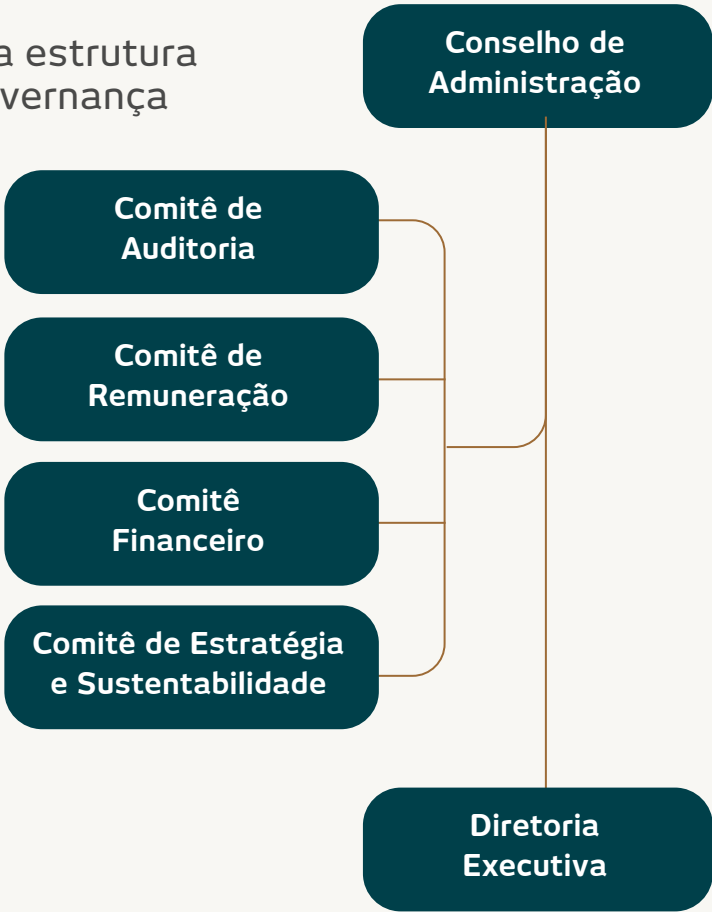 a estrutura
vernança
Conselho de
Administração
Comitê de
Auditoria
Comitê de
Remuneração
Comitê
Financeiro
Comitê de Estratégia
e Sustentabilidade
Diretoria
Executiva